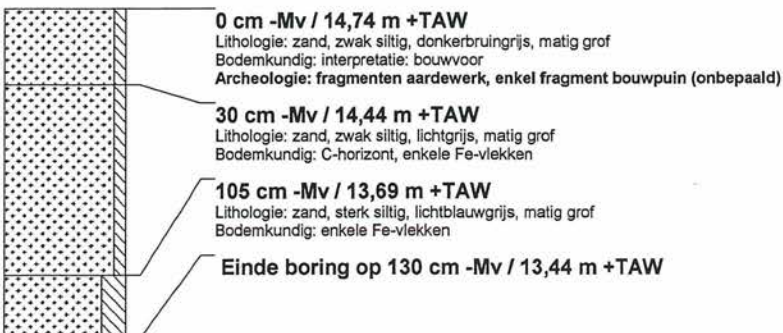 0 cm -Mv / 14,74 m +TAW
Lithologie: zand, zwak siltig, donkerbruingrijs, matig grof
Bodemkundig: interpretatie: bouwvoor
Archeologie: fragmenten aardewerk, enkel fragment bouwpuin (onbepaald)
30 cm -Mv / 14,44 m +TAW
Lithologie: zand, zwak siltig, lichtgrijs, matig grof
Bodemkundig: C-horizont, enkele Fe-vlekken
105 cm -Mv / 13,69 m +TAW
Lithologie: zand, sterk siltig, lichtblauwgrijs, matig grof
Bodemkundig: enkele Fe-vlekken
Einde boring op 130 cm -Mv / 13,44 m +TAW